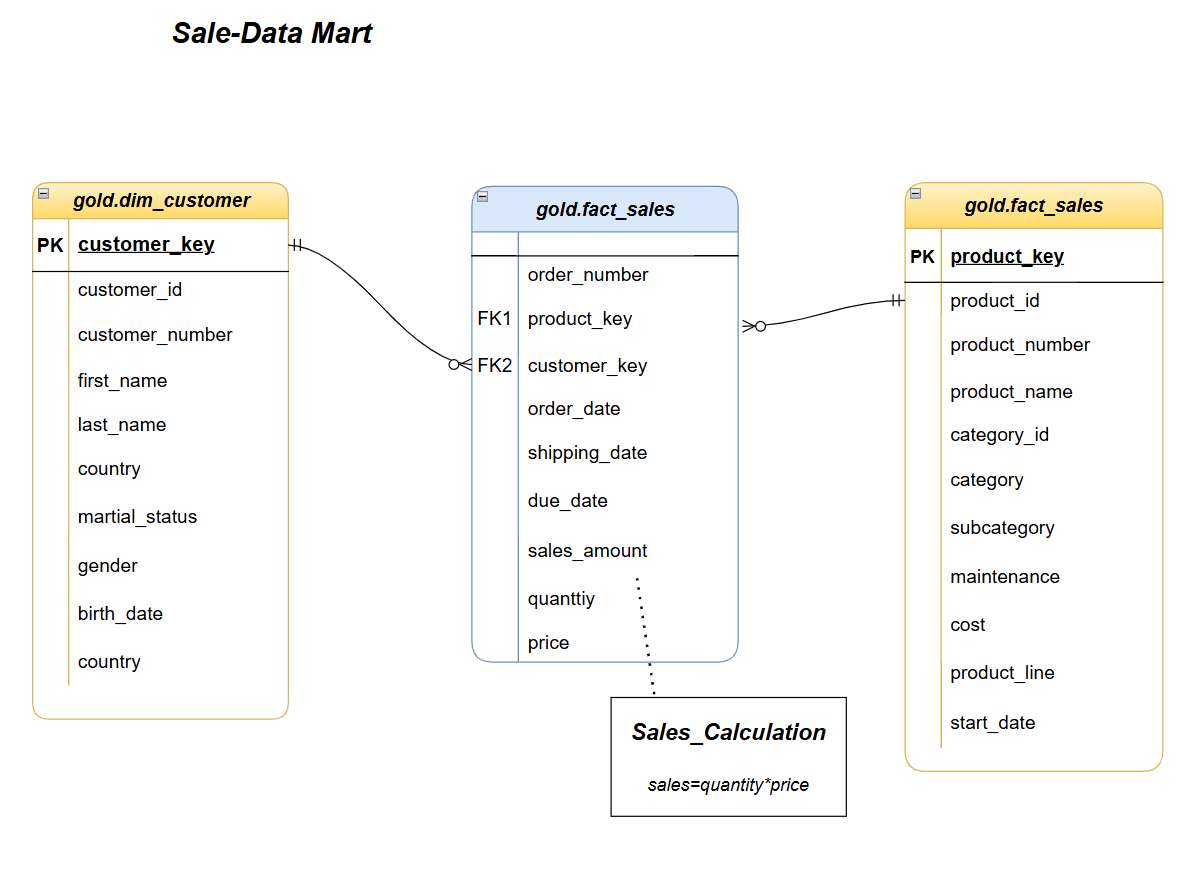 Sale-Data Mart
gold.dim_customer
PK customer_key
customer_id
customer_number
first_name
last_name
country
martial_status
gender
birth_date
country
gold.fact_sales
order_number
FK1 product_key
FK2 customer_key
order_date
shipping_date
due_date
sales_amount
quanttiy
price
Sales_Calculation
sales=quantity*price
gold.fact_sales
PK product_key
product_id
product_number
product_name
category_id
category
subcategory
maintenance
cost
product_line
start_date